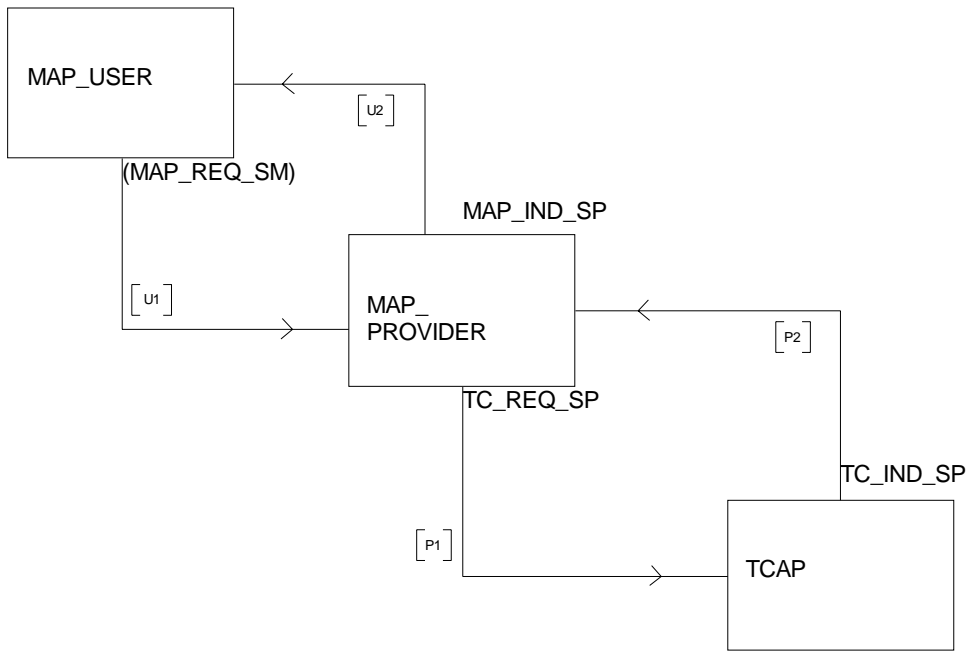 MAP_USER
[U2]
(MAP_REQ_SM)
MAP_IND_SP
[U1]
MAP_
PROVIDER
[P2]
TC_REQ_SP
TC_IND_SP
[P1]
TCAP